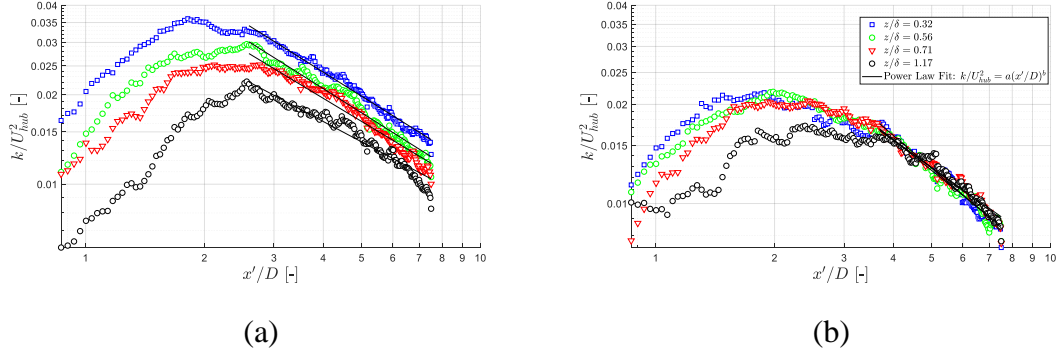 0.04
0.035
0.03
0.025
0.02
0.015
0.01
k/U²_hub [-]
1 2 3 4 5 6 7 8 9 10
x′/D [-]
(a)
0.04
0.035
0.03
0.025
0.02
0.015
0.01
k/U²_hub [-]
z/δ = 0.32
z/δ = 0.56
z/δ = 0.71
z/δ = 1.17
Power Law Fit: k/U²_hub = a(x′/D)^b
1 2 3 4 5 6 7 8 9 10
x′/D [-]
(b)